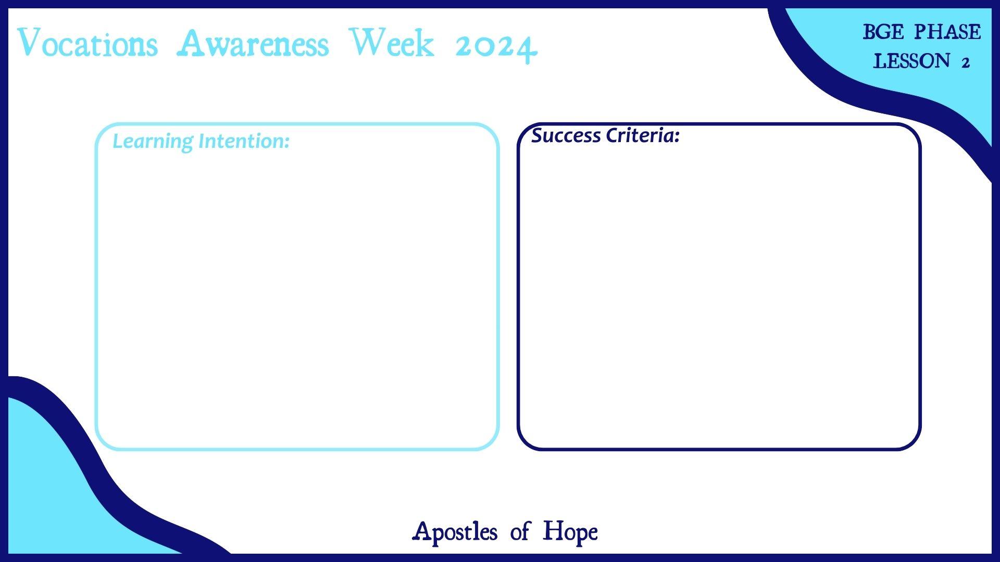 Vocations Awareness Week 2024
BGE PHASE
LESSON 2
Learning Intention:
Success Criteria:
Apostles of Hope